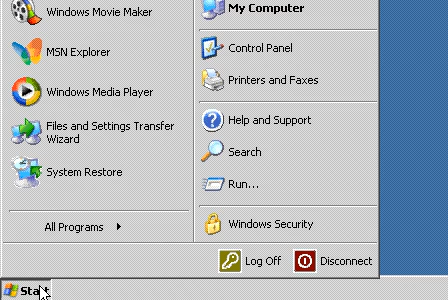 Windows Movie Maker
MSN Explorer
Windows Media Player
Files and Settings Transfer
Wizard
System Restore
All Programs
My Computer
Control Panel
Printers and Faxes
Help and Support
Search
Run...
Windows Security
Log Off
Disconnect
Start